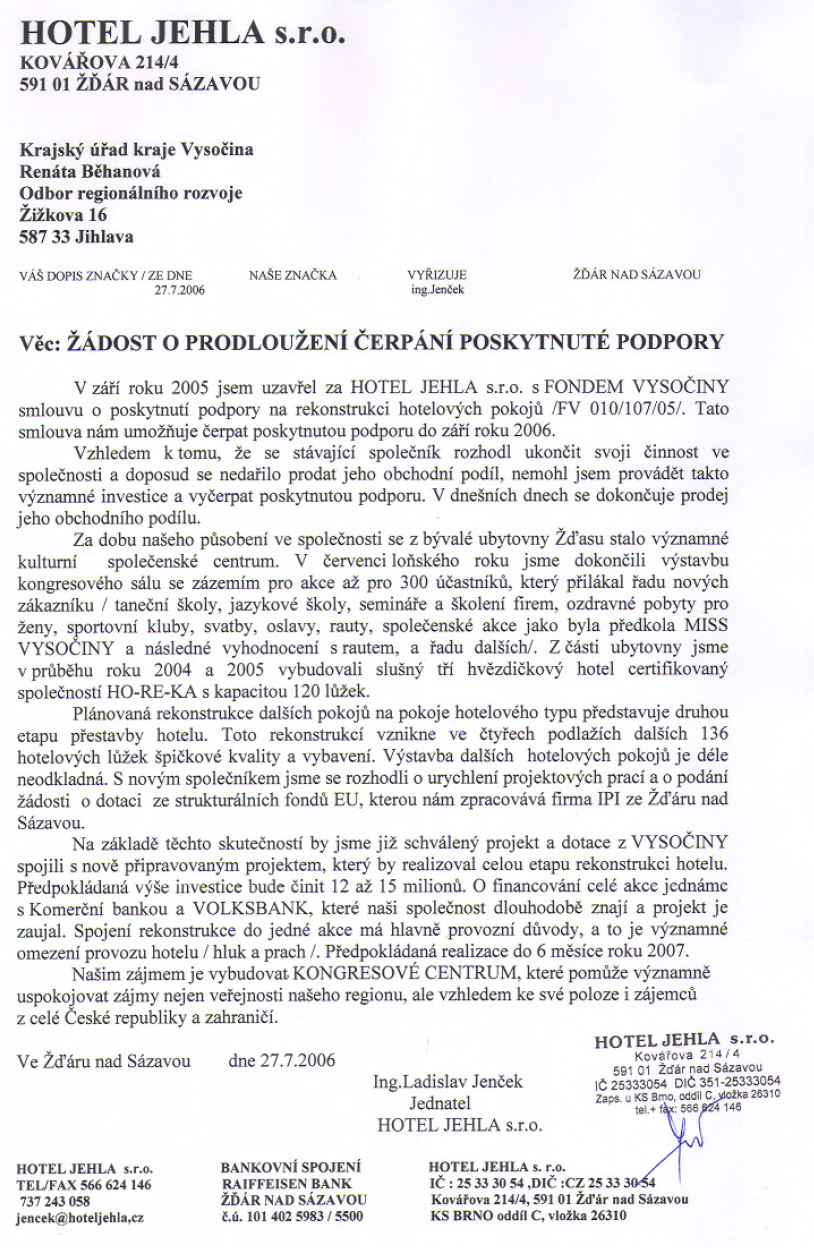 HOTEL JEHLA s.r.o.
KOVÁŘOVA 214/4
591 01 ŽĎÁR nad SÁZAVOU
Krajský úřad kraje Vysočina
Renáta Běhanová
Odbor regionálního rozvoje
Žižkova 16
587 33 Jihlava
VÁŠ DOPIS ZNAČKY / ZE DNE NAŠE ZNAČKA VYŘIZUJE ŽĎÁR NAD SÁZAVOU
27.7.2006 ing.Jenček
Věc: ŽÁDOST O PRODLOUŽENÍ ČERPÁNÍ POSKYTNUTÉ PODPORY
V září roku 2005 jsem uzavřel za HOTEL JEHLA s.r.o. s FONDEM VYSOČINY
smlouvu o poskytnutí podpory na rekonstrukci hotelových pokojů /FV 010/107/05/. Tato
smlouva nám umožňuje čerpat poskytnutou podporu do září roku 2006.
Vzhledem k tomu, že se stávající společník rozhodl ukončit svoji činnost ve
společnosti a doposud se nedařilo prodat jeho obchodní podíl, nemohl jsem provádět takto
významné investice a vyčerpat poskytnutou podporu. V dnešních dnech se dokončuje prodej
jeho obchodního podílu.
Za dobu našeho působení ve společnosti se z bývalé ubytovny Žďasu stalo významné
kulturní společenské centrum. V červenci loňského roku jsme dokončili výstavbu
kongresového sálu se zázemím pro akce až pro 300 účastníků, který přilákal řadu nových
zákazníku / taneční školy, jazykové školy, semináře a školení firem, ozdravné pobyty pro
ženy, sportovní kluby, svatby, oslavy, rauty, společenské akce jako byla předkola MISS
VYSOČINY a následné vyhodnocení s rautem, a řadu dalších/. Z části ubytovny jsme
v průběhu roku 2004 a 2005 vybudovali slušný tří hvězdičkový hotel certifikovaný
společností HO-RE-KA s kapacitou 120 lůžek.
Plánovaná rekonstrukce dalších pokojů na pokoje hotelového typu představuje druhou
etapu přestavby hotelu. Toto rekonstrukcí vznikne ve čtyřech podlažích dalších 136
hotelových lůžek špičkové kvality a vybavení. Výstavba dalších hotelových pokojů je déle
neodkladná. S novým společníkem jsme se rozhodli o urychlení projektových prací a o podání
žádosti o dotaci ze strukturálních fondů EU, kterou nám zpracovává firma IPI ze Žďáru nad
Sázavou.
Na základě těchto skutečností by jsme již schválený projekt a dotace z VYSOČINY
spojili s nově připravovaným projektem, který by realizoval celou etapu rekonstrukci hotelu.
Předpokládaná výše investice bude činit 12 až 15 milionů. O financování celé akce jednáme
s Komerční bankou a VOLKSBANK, které naši společnost dlouhodobě znají a projekt je
zaujal. Spojení rekonstrukce do jedné akce má hlavně provozní důvody, a to je významné
omezení provozu hotelu / hluk a prach /. Předpokládaná realizace do 6 měsíce roku 2007.
Našim zájmem je vybudovat KONGRESOVÉ CENTRUM, které pomůže významně
uspokojovat zájmy nejen veřejnosti našeho regionu, ale vzhledem ke své poloze i zájemců
z celé České republiky a zahraničí.
Ve Žďáru nad Sázavou dne 27.7.2006
Ing.Ladislav Jenček
Jednatel
HOTEL JEHLA s.r.o.
HOTEL JEHLA s.r.o.
Kovářova 214/4
591 01 Žďár nad Sázavou
IČ 25333054 DIČ 351-25333054
Zaps. u KS Brno, oddíl C, vložka 26310
tel.+ fax: 566 624 146
HOTEL JEHLA s.r.o. BANKOVNÍ SPOJENÍ HOTEL JEHLA s. r.o.
TEL/FAX 566 624 146 RAIFFEISEN BANK IČ : 25 33 30 54 ,DIČ :CZ 25 33 30 54
737 243 058 ŽĎÁR NAD SÁZAVOU Kovářova 214/4, 591 01 Žďár nad Sázavou
jencek@hoteljehla,cz č.ú. 101 402 5983 / 5500 KS BRNO oddíl C, vložka 26310